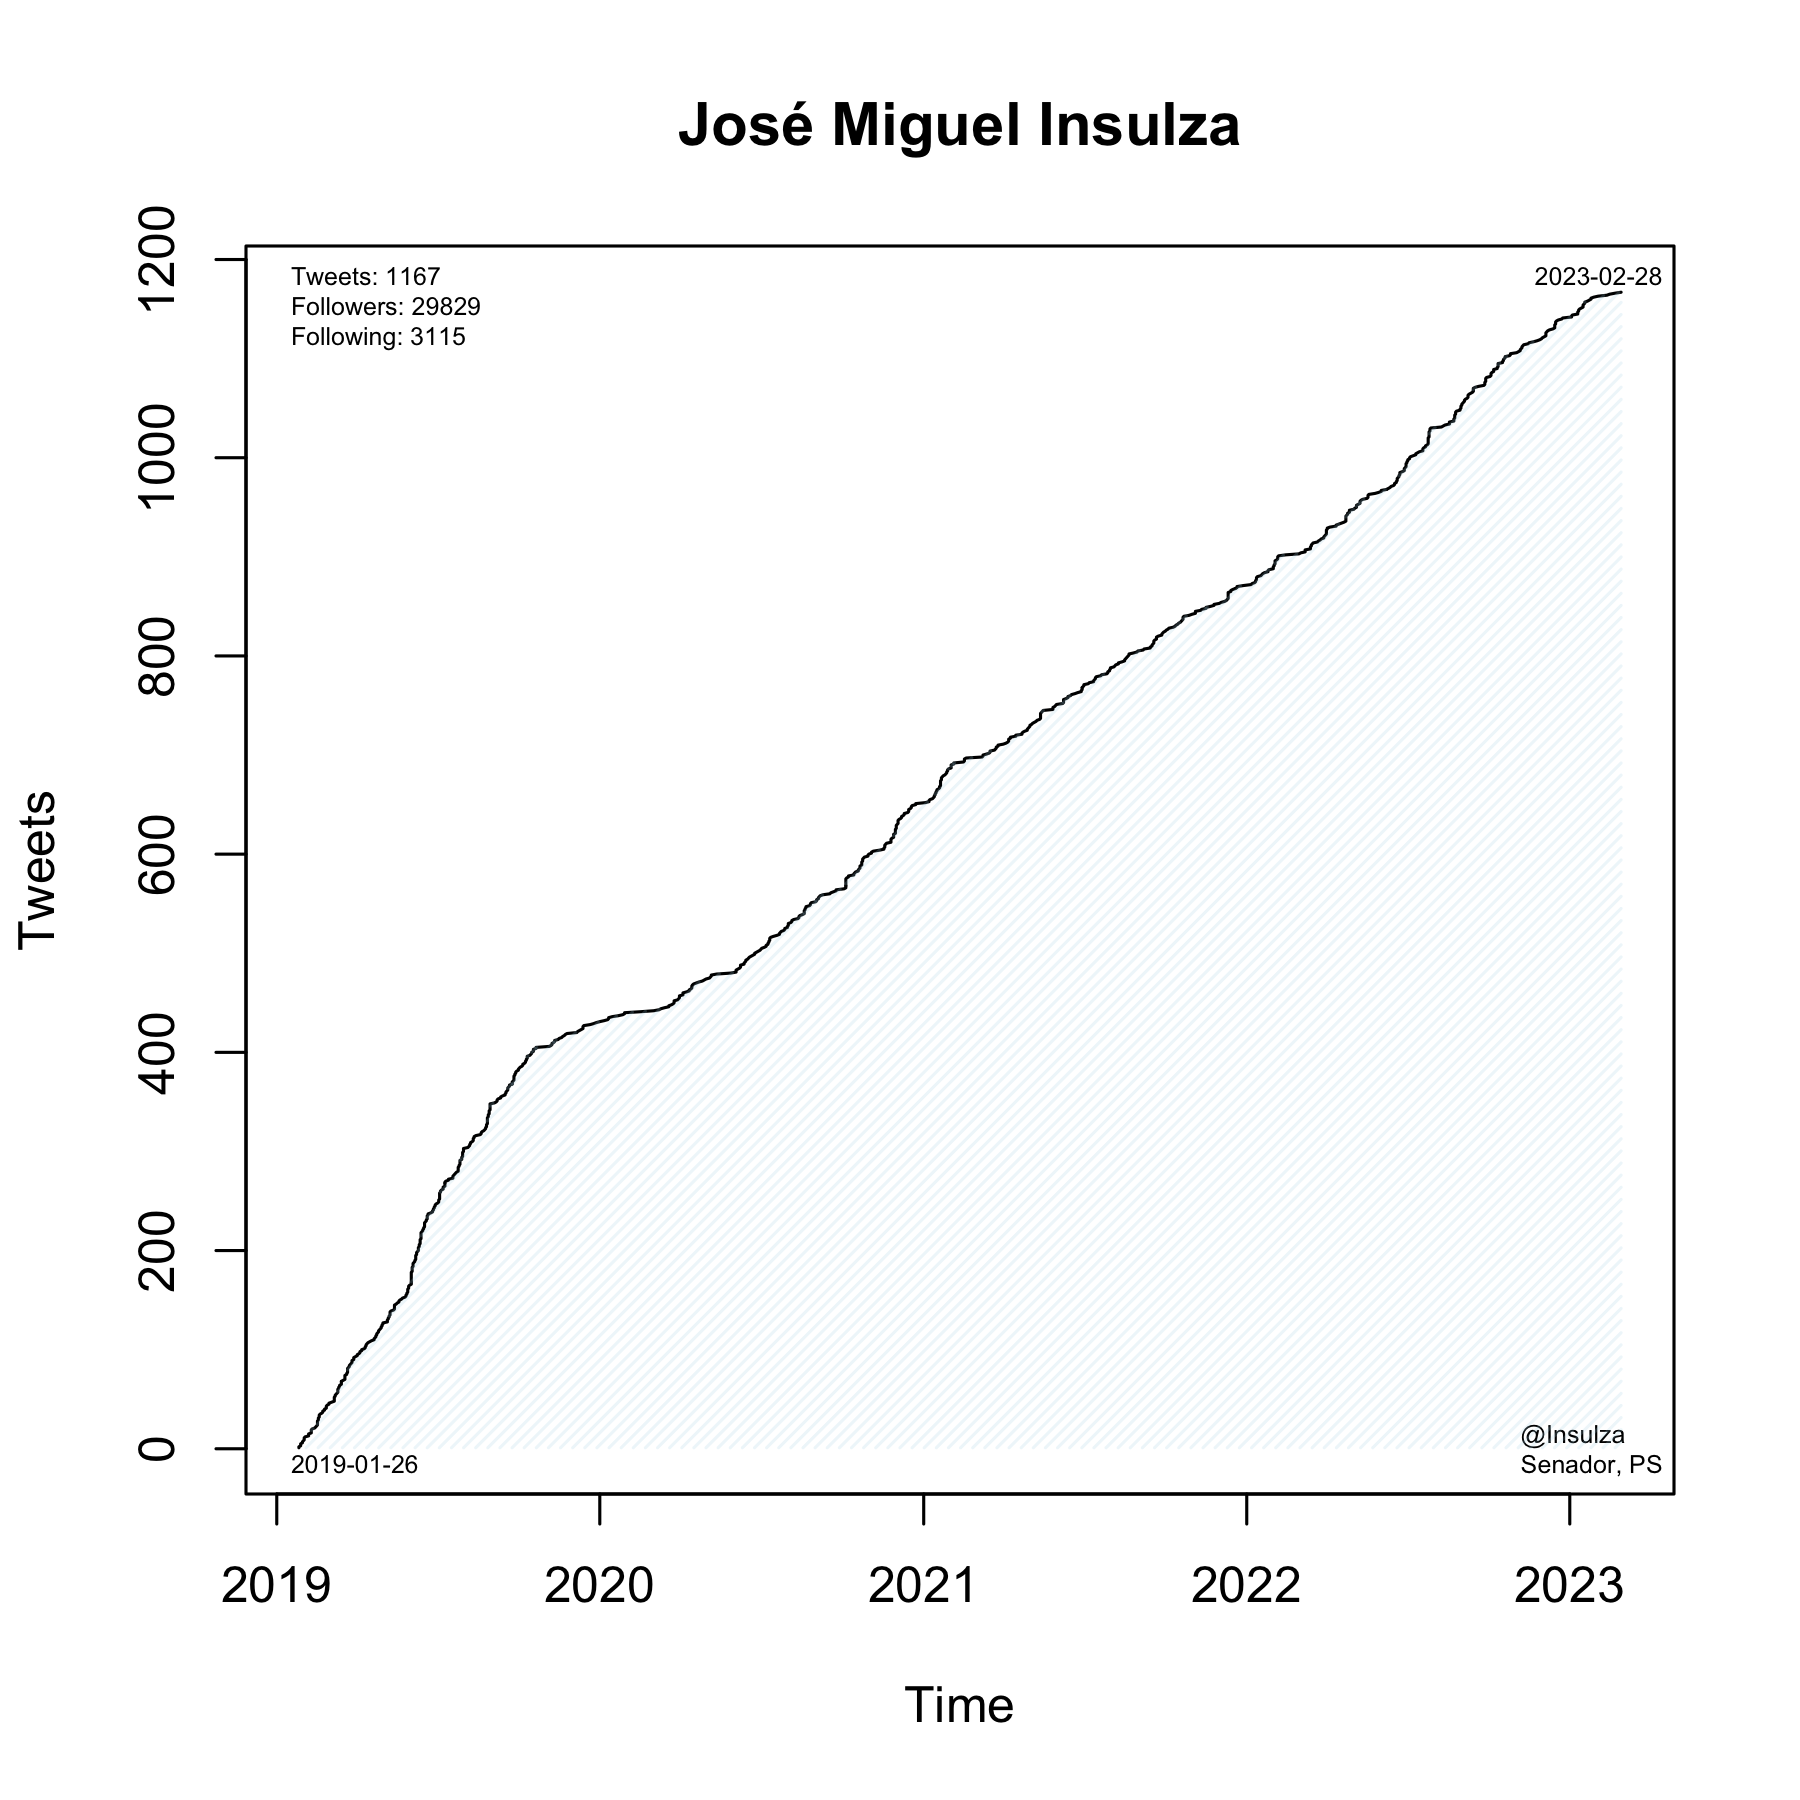 José Miguel Insulza
Tweets: 1167
Followers: 29829
Following: 3115
2023-02-28
1200
1000
800
600
400
200
0
Tweets
2019-01-26
@Insulza
Senador, PS
2019
2020
2021
2022
2023
Time